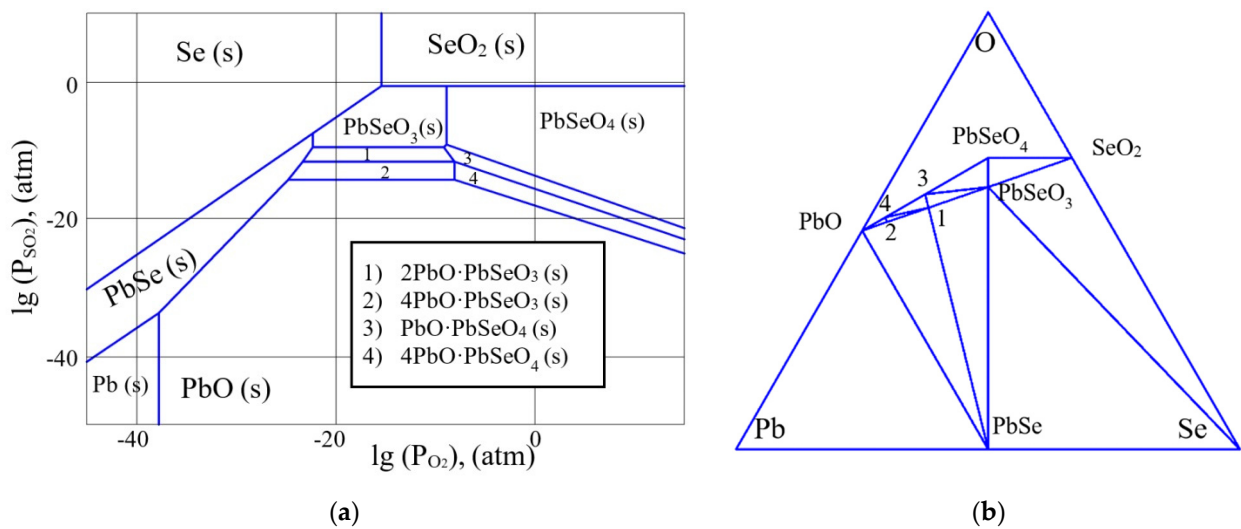 Se (s)
SeO₂ (s)
0
PbSeO₃(s)
PbSeO₄ (s)
1
3
2
4
-20
PbSe (s)
lg (P_SO₂), (atm)
1) 2PbO·PbSeO₃ (s)
2) 4PbO·PbSeO₃ (s)
3) PbO·PbSeO₄ (s)
4) 4PbO·PbSeO₄ (s)
-40
Pb (s)
PbO (s)
-40
-20
0
lg (P_O₂), (atm)
(a)
O
PbSeO₄
SeO₂
3
PbSeO₃
4
PbO
1
2
Pb
PbSe
Se
(b)